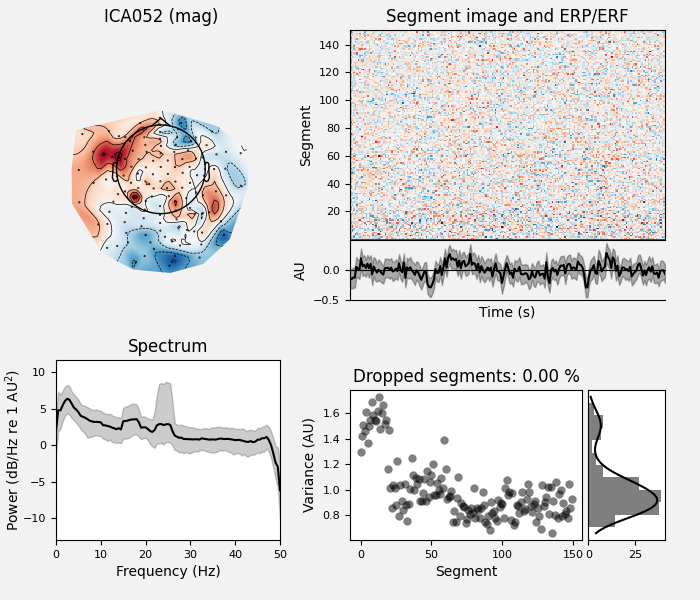 ICA052 (mag)
Segment image and ERP/ERF
Segment
140
120
100
80
60
40
20
AU
0.0
−0.5
Time (s)
Spectrum
Power (dB/Hz re 1 AU²)
10
5
0
−5
−10
0 10 20 30 40 50
Frequency (Hz)
Dropped segments: 0.00 %
Variance (AU)
1.6
1.4
1.2
1.0
0.8
0 50 100 150
Segment
0 25